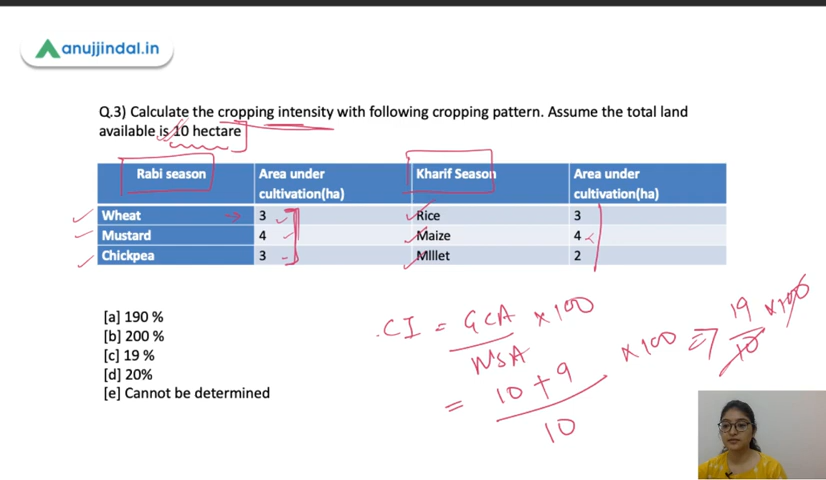 anujjindal.in
Q.3) Calculate the cropping intensity with following cropping pattern. Assume the total land
available is 10 hectare
Rabi season Area under cultivation(ha) Kharif Season Area under cultivation(ha)
Wheat 3 Rice 3
Mustard 4 Maize 4
Chickpea 3 MIllet 2
[a] 190 %
[b] 200 %
[c] 19 %
[d] 20%
[e] Cannot be determined
CI = GCA / NSA × 100
= 10 + 9 / 10 × 100 ⇒ 19 / 10 × 100